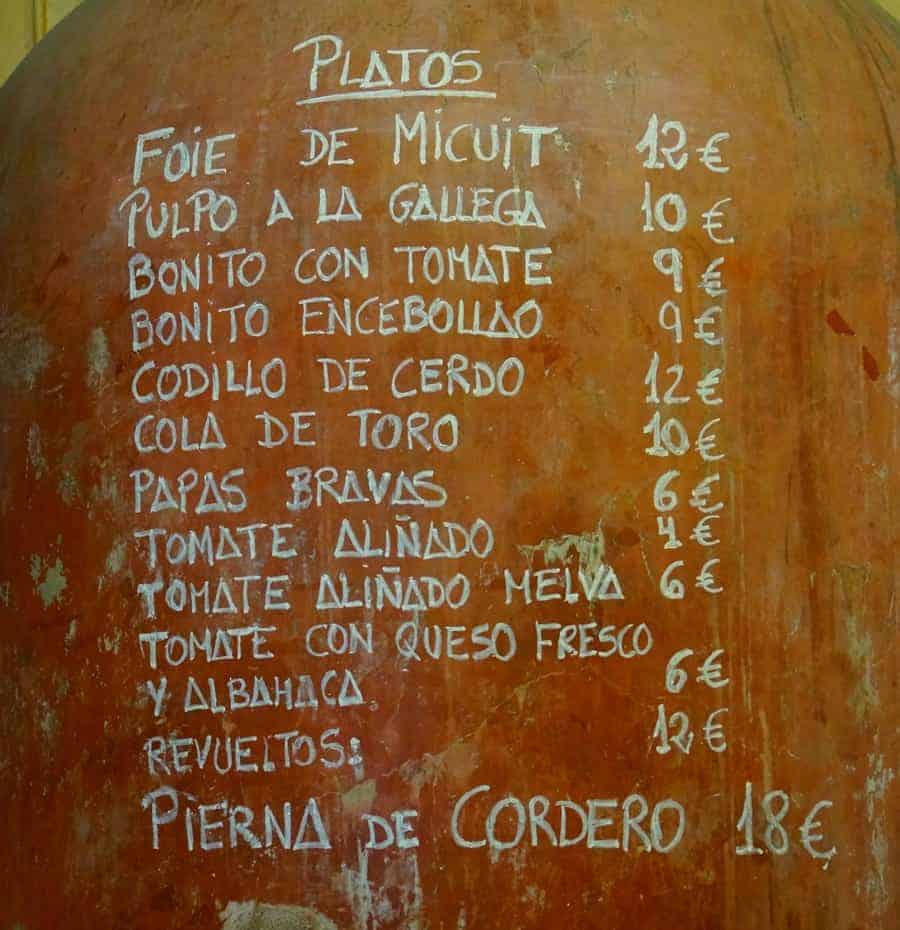 PLATOS
FOIE DE MICUIT 12 €
PULPO A LA GALLEGA 10 €
BONITO CON TOMATE 9 €
BONITO ENCEBOLLAO 9 €
CODILLO DE CERDO 12 €
COLA DE TORO 10 €
PAPAS BRAVAS 6 €
TOMATE ALIÑADO 4 €
TOMATE ALIÑADO MELVA 6 €
TOMATE CON QUESO FRESCO
Y ALBAHACA. 6 €
REVUELTOS: 12 €
PIERNA DE CORDERO 18 €